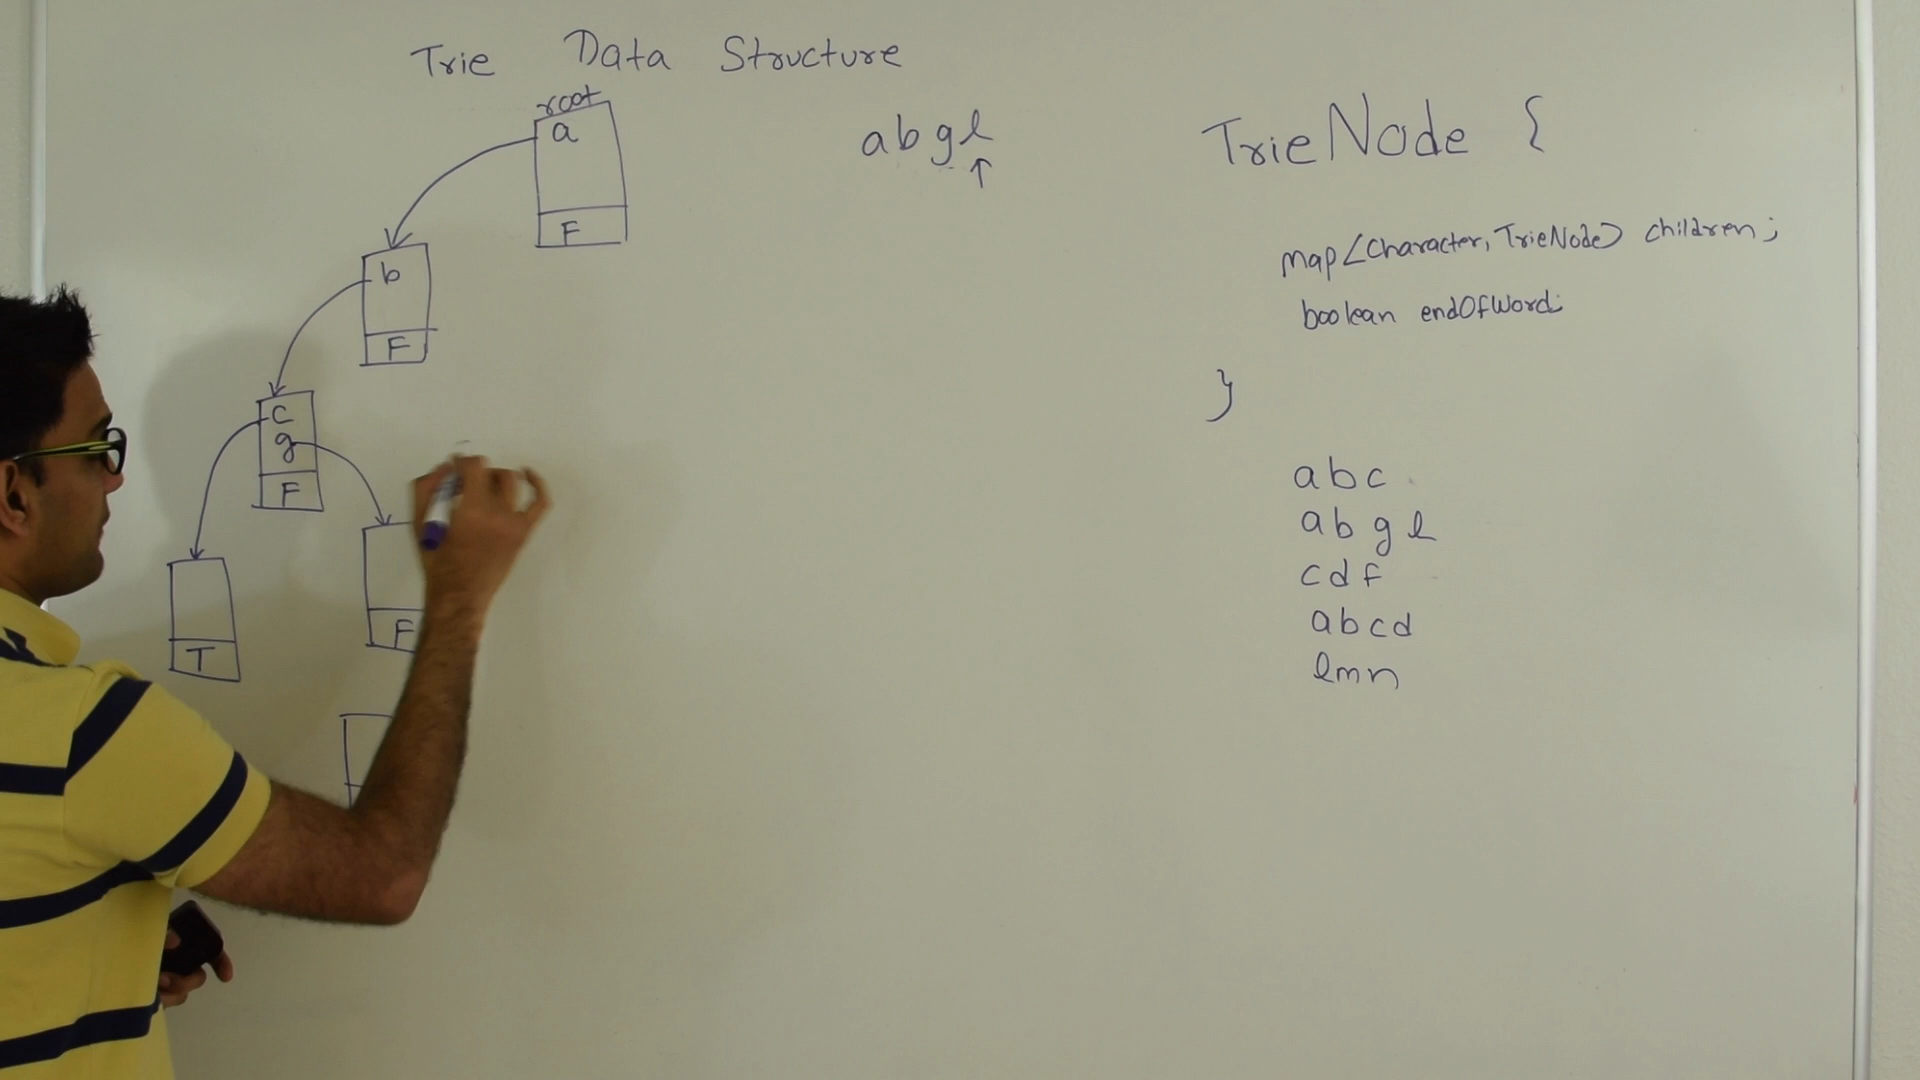 Trie Data Structure
root
a
F
b
F
c
g
F
T
F
abgl
↑
TrieNode {
map<Character, TrieNode> children;
boolean endOfWord;
}
abc
abgl
cdf
abcd
lmn